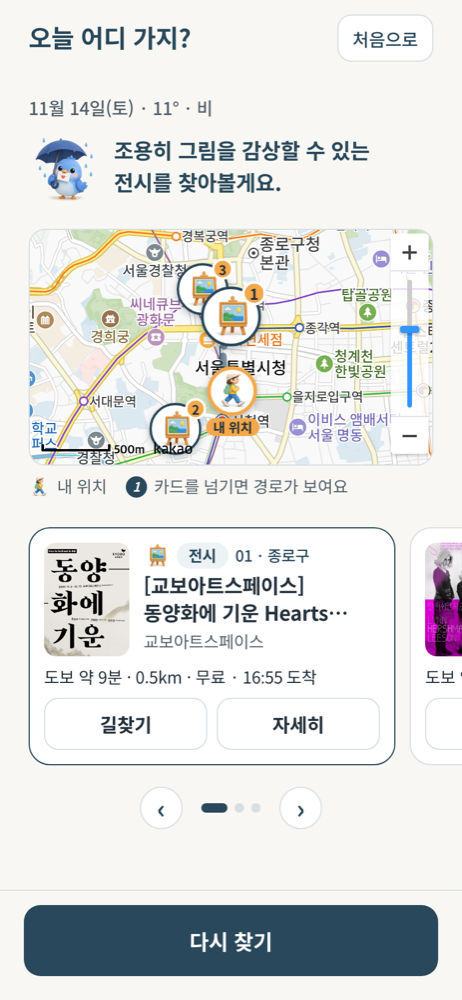 오늘 어디 가지?
처음으로
11월 14일(토) · 11° · 비
조용히 그림을 감상할 수 있는
전시를 찾아볼게요.
경복궁역
종로구청
본관
서울경찰청
3
1
씨네큐브
광화문
탑골공원
경희궁
종각역
서울특별시청
청계천
한빛공원
서대문역
을지로입구역
2
내 위치
이비스 앰배서
서울 명동
학교
경찰청
500m
kakao
+
−
내 위치
1 카드를 넘기면 경로가 보여요
전시
01 · 종로구
동양
화에
기운
[교보아트스페이스]
동양화에 기운 Hearts…
교보아트스페이스
도보 약 9분 · 0.5km · 무료 · 16:55 도착
길찾기
자세히
도보
‹
›
다시 찾기